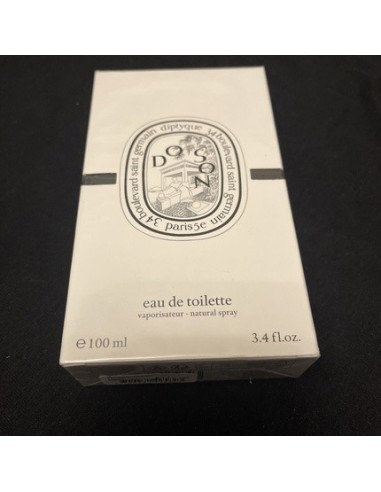 34 boulevard saint germain diptyque 34 boulevard saint germain paris 5e
DO SON
eau de toilette
vaporisateur - natural spray
e 100 ml
3.4 fl.oz.